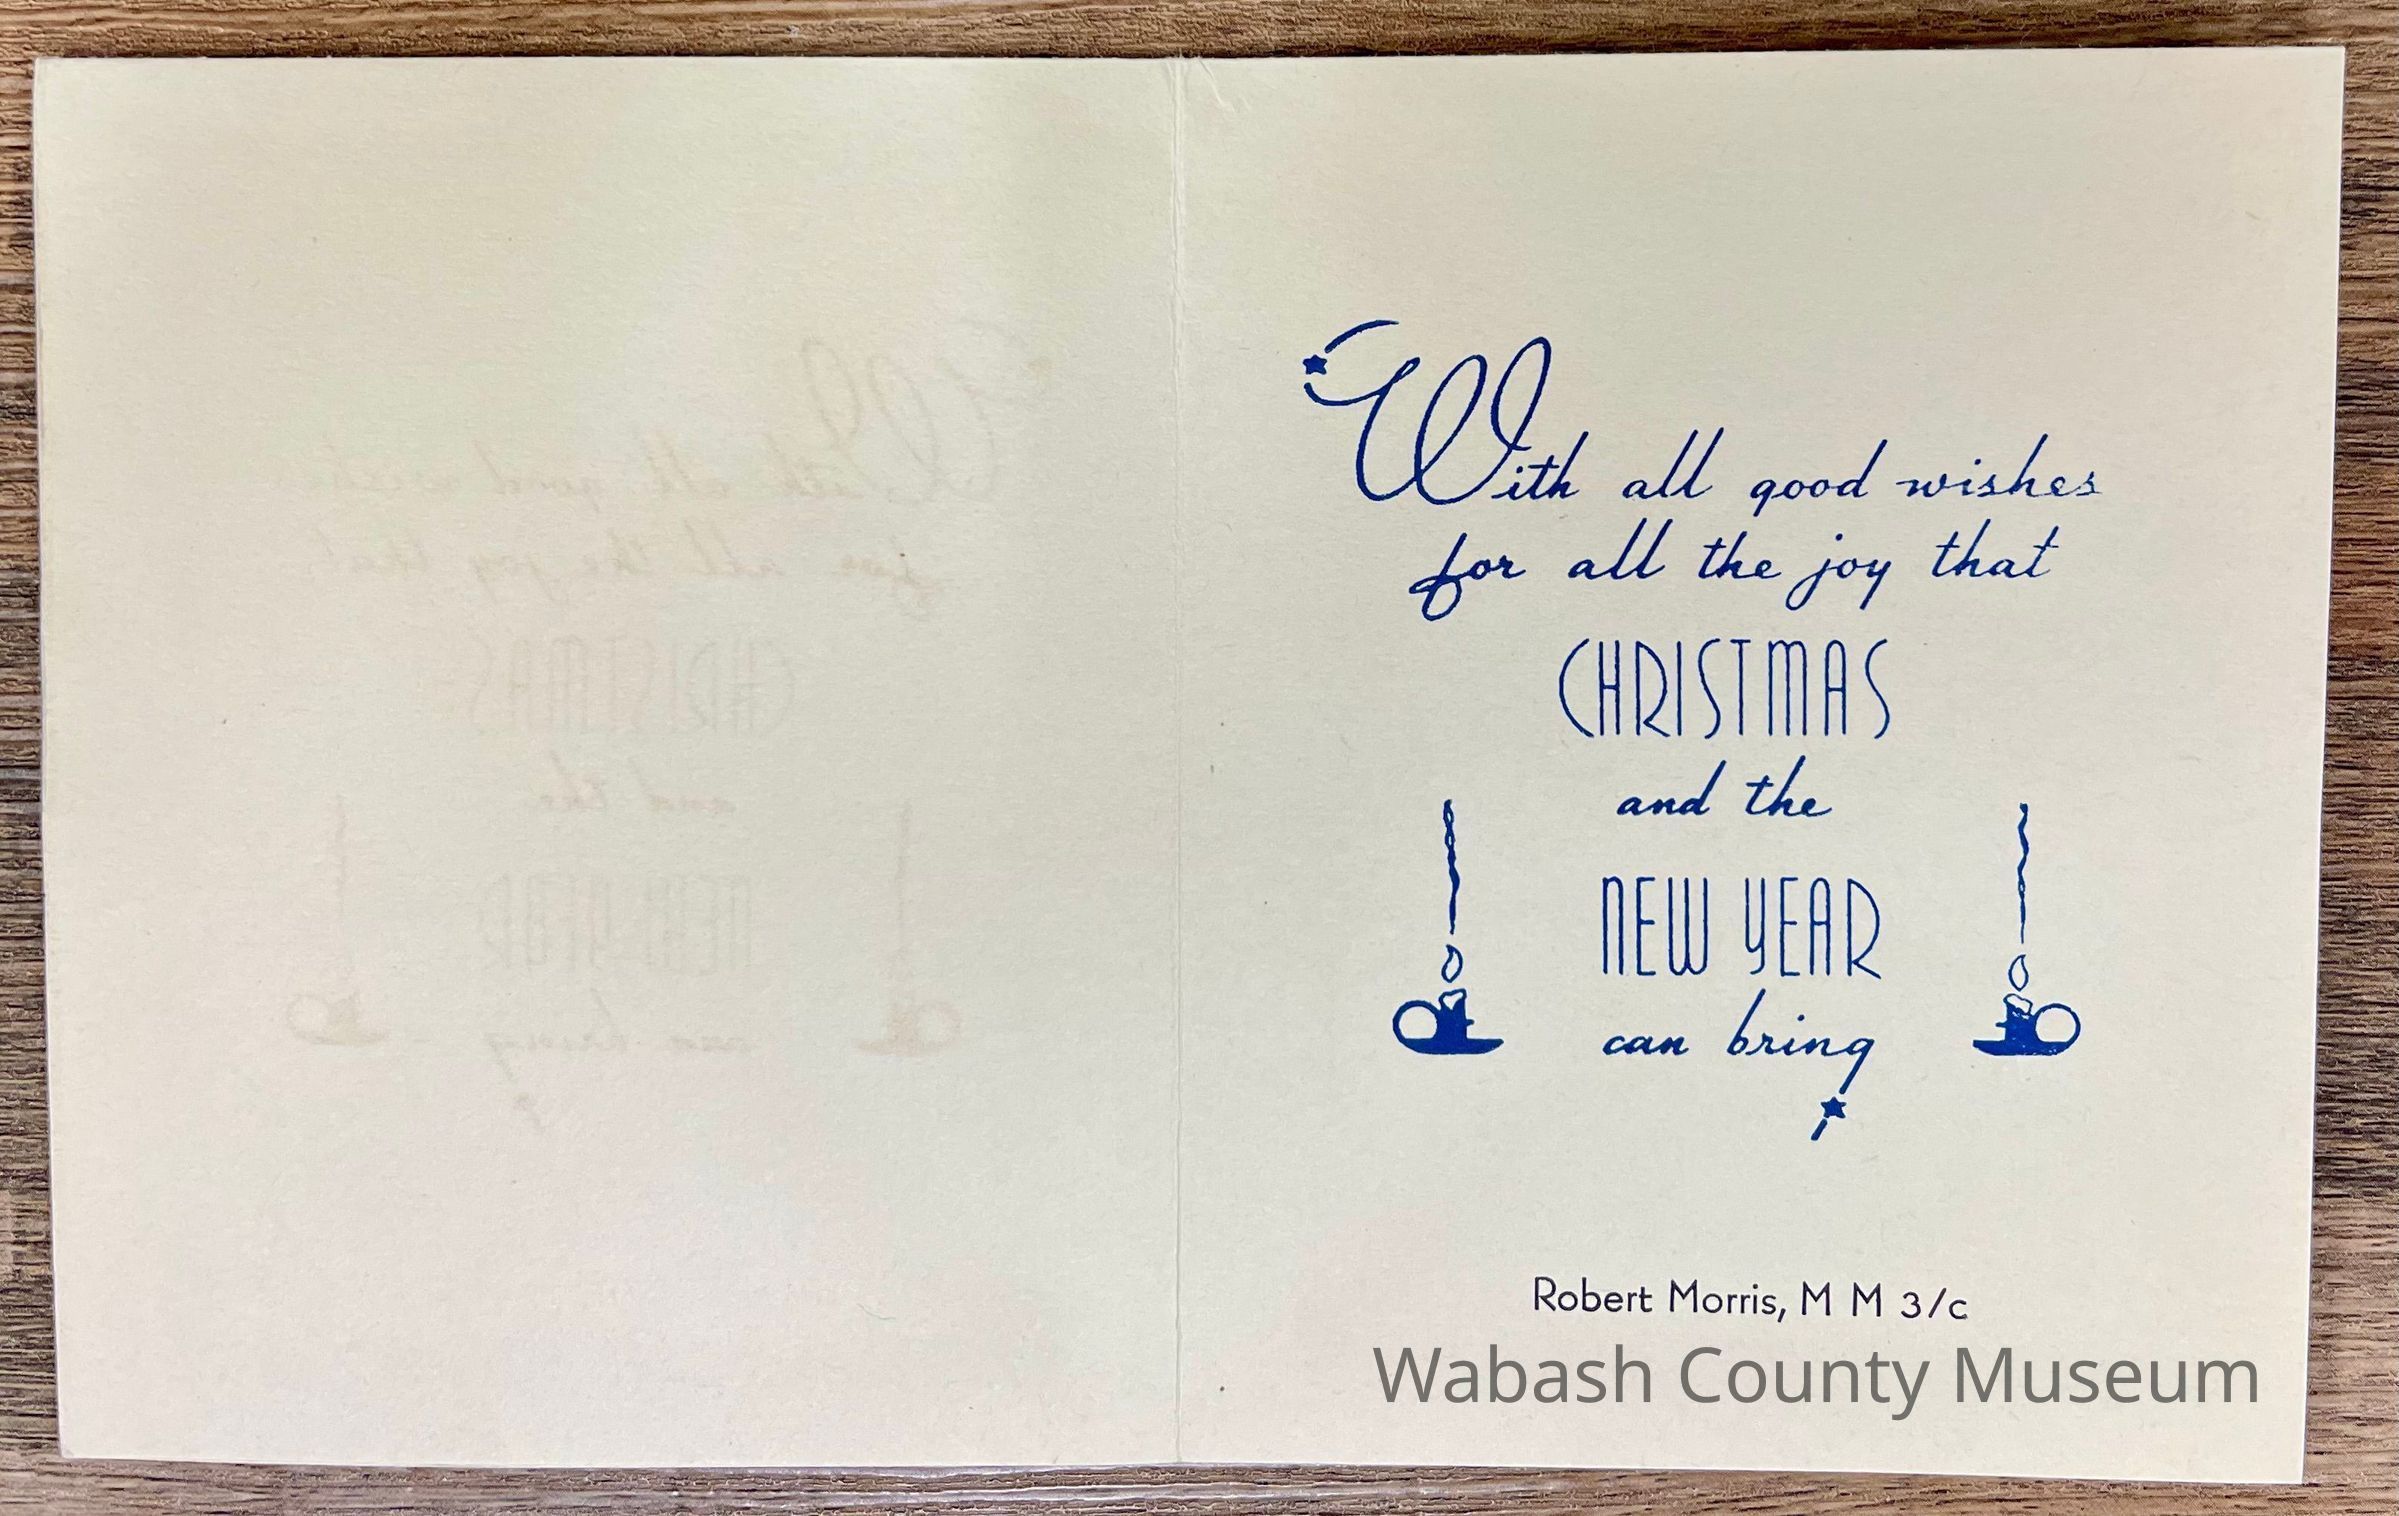 With all good wishes
for all the joy that
CHRISTMAS
and the
NEW YEAR
can bring
Robert Morris, M M 3/c
Wabash County Museum